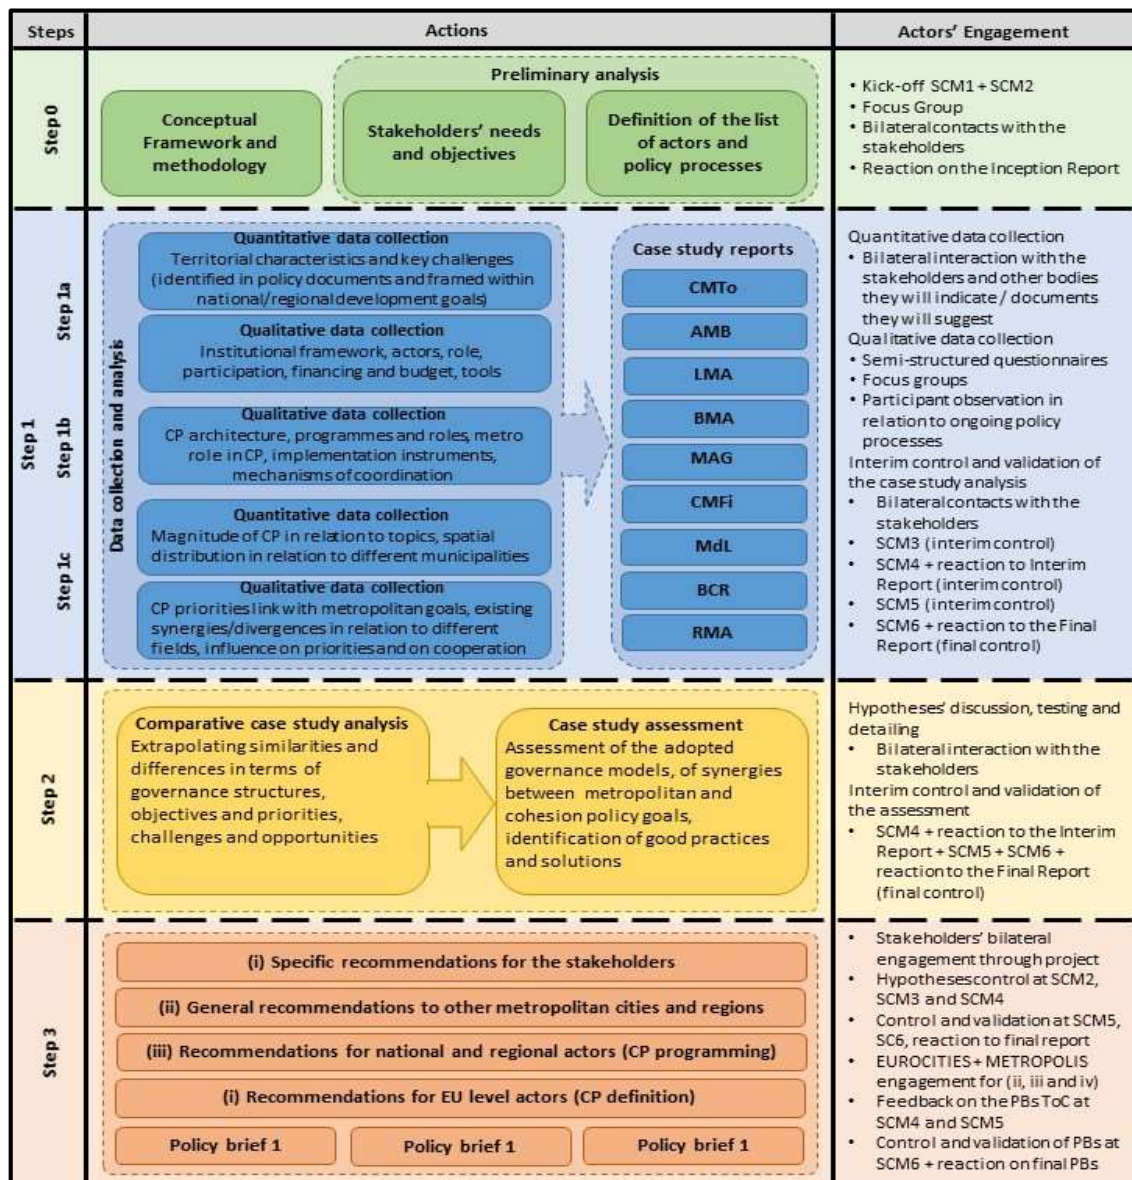 Steps
Actions
Actors’ Engagement
Step 0
Conceptual
Framework and
methodology
Preliminary analysis
Stakeholders’ needs
and objectives
Definition of the list
of actors and
policy processes
• Kick-off SCM1 + SCM2
• Focus Group
• Bilateral contacts with the
stakeholders
• Reaction on the Inception Report
Step 1
Step 1a
Step 1b
Step 1c
Data collection and analysis
Quantitative data collection
Territorial characteristics and key challenges
(identified in policy documents and framed within
national/regional development goals)
Qualitative data collection
Institutional framework, actors, role,
participation, financing and budget, tools
Qualitative data collection
CP architecture, programmes and roles, metro
role in CP, implementation instruments,
mechanisms of coordination
Quantitative data collection
Magnitude of CP in relation to topics, spatial
distribution in relation to different municipalities
Qualitative data collection
CP priorities link with metropolitan goals, existing
synergies/divergences in relation to different
fields, influence on priorities and on cooperation
Case study reports
CMTo
AMB
LMA
BMA
MAG
CMFi
MdL
BCR
RMA
Quantitative data collection
• Bilateral interaction with the
stakeholders and other bodies
they will indicate / documents
they will suggest
Qualitative data collection
• Semi-structured questionnaires
• Focus groups
• Participant observation in
relation to ongoing policy
processes
Interim control and validation of
the case study analysis
• Bilateral contacts with the
stakeholders
• SCM3 (interim control)
• SCM4 + reaction to Interim
Report (interim control)
• SCM5 (interim control)
• SCM6 + reaction to the Final
Report (final control)
Step 2
Comparative case study analysis
Extrapolating similarities and
differences in terms of
governance structures,
objectives and priorities,
challenges and opportunities
Case study assessment
Assessment of the adopted
governance models, of synergies
between metropolitan and
cohesion policy goals,
identification of good practices
and solutions
Hypotheses’ discussion, testing and
detailing
• Bilateral interaction with the
stakeholders
Interim control and validation of
the assessment
• SCM4 + reaction to the Interim
Report + SCM5 + SCM6 +
reaction to the Final Report
(final control)
Step 3
(i) Specific recommendations for the stakeholders
(ii) General recommendations to other metropolitan cities and regions
(iii) Recommendations for national and regional actors (CP programming)
(i) Recommendations for EU level actors (CP definition)
Policy brief 1
Policy brief 1
Policy brief 1
• Stakeholders’ bilateral
engagement through project
• Hypotheses control at SCM2,
SCM3 and SCM4
• Control and validation at SCM5,
SC6, reaction to final report
• EUROCITIES + METROPOLIS
engagement for (ii, iii and iv)
• Feedback on the PBs ToC at
SCM4 and SCM5
• Control and validation of PBs at
SCM6 + reaction on final PBs